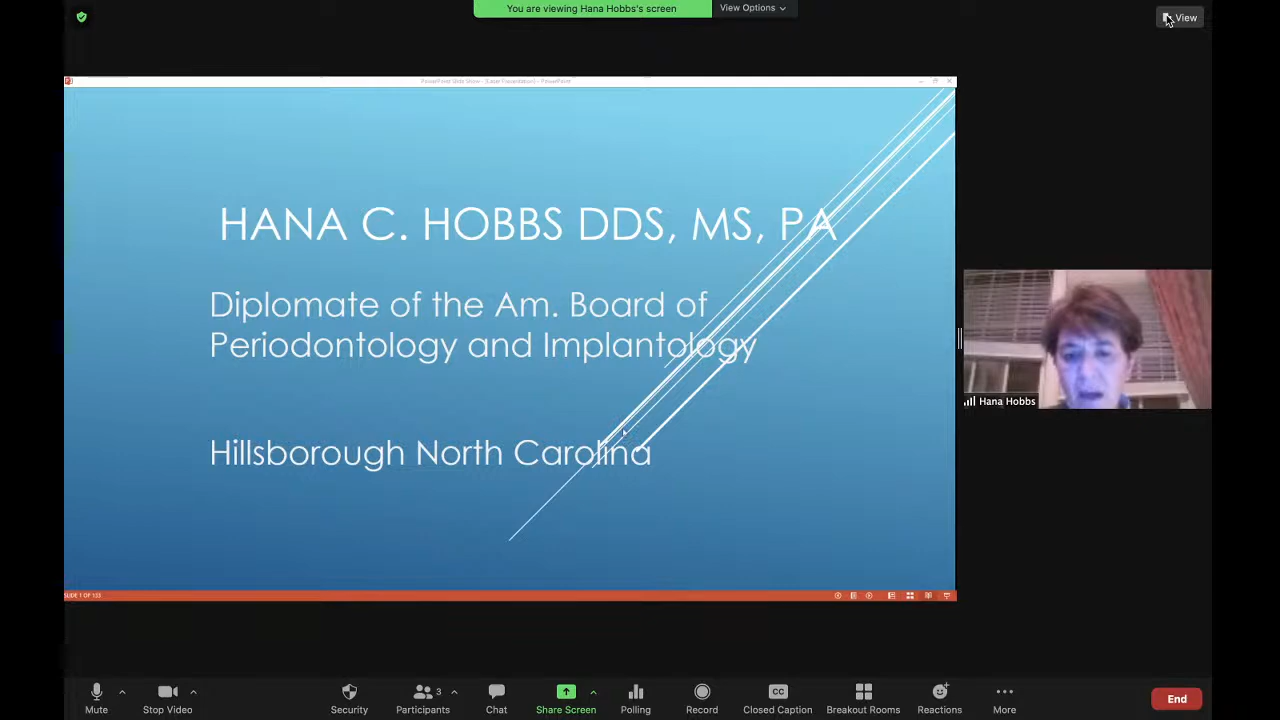 You are viewing Hana Hobbs's screen
View Options
View
PowerPoint Slide Show - [Laser Presentation] - PowerPoint
HANA C. HOBBS DDS, MS, PA
Diplomate of the Am. Board of
Periodontology and Implantology
Hillsborough North Carolina
Hana Hobbs
SLIDE 1 OF 133
Mute
Stop Video
Security
3
Participants
Chat
Share Screen
Polling
Record
CC
Closed Caption
Breakout Rooms
Reactions
More
End